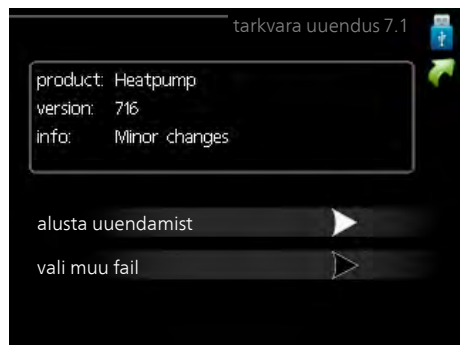 tarkvara uuendus 7.1
product: Heatpump
version: 716
info: Minor changes
alusta uuendamist
vali muu fail